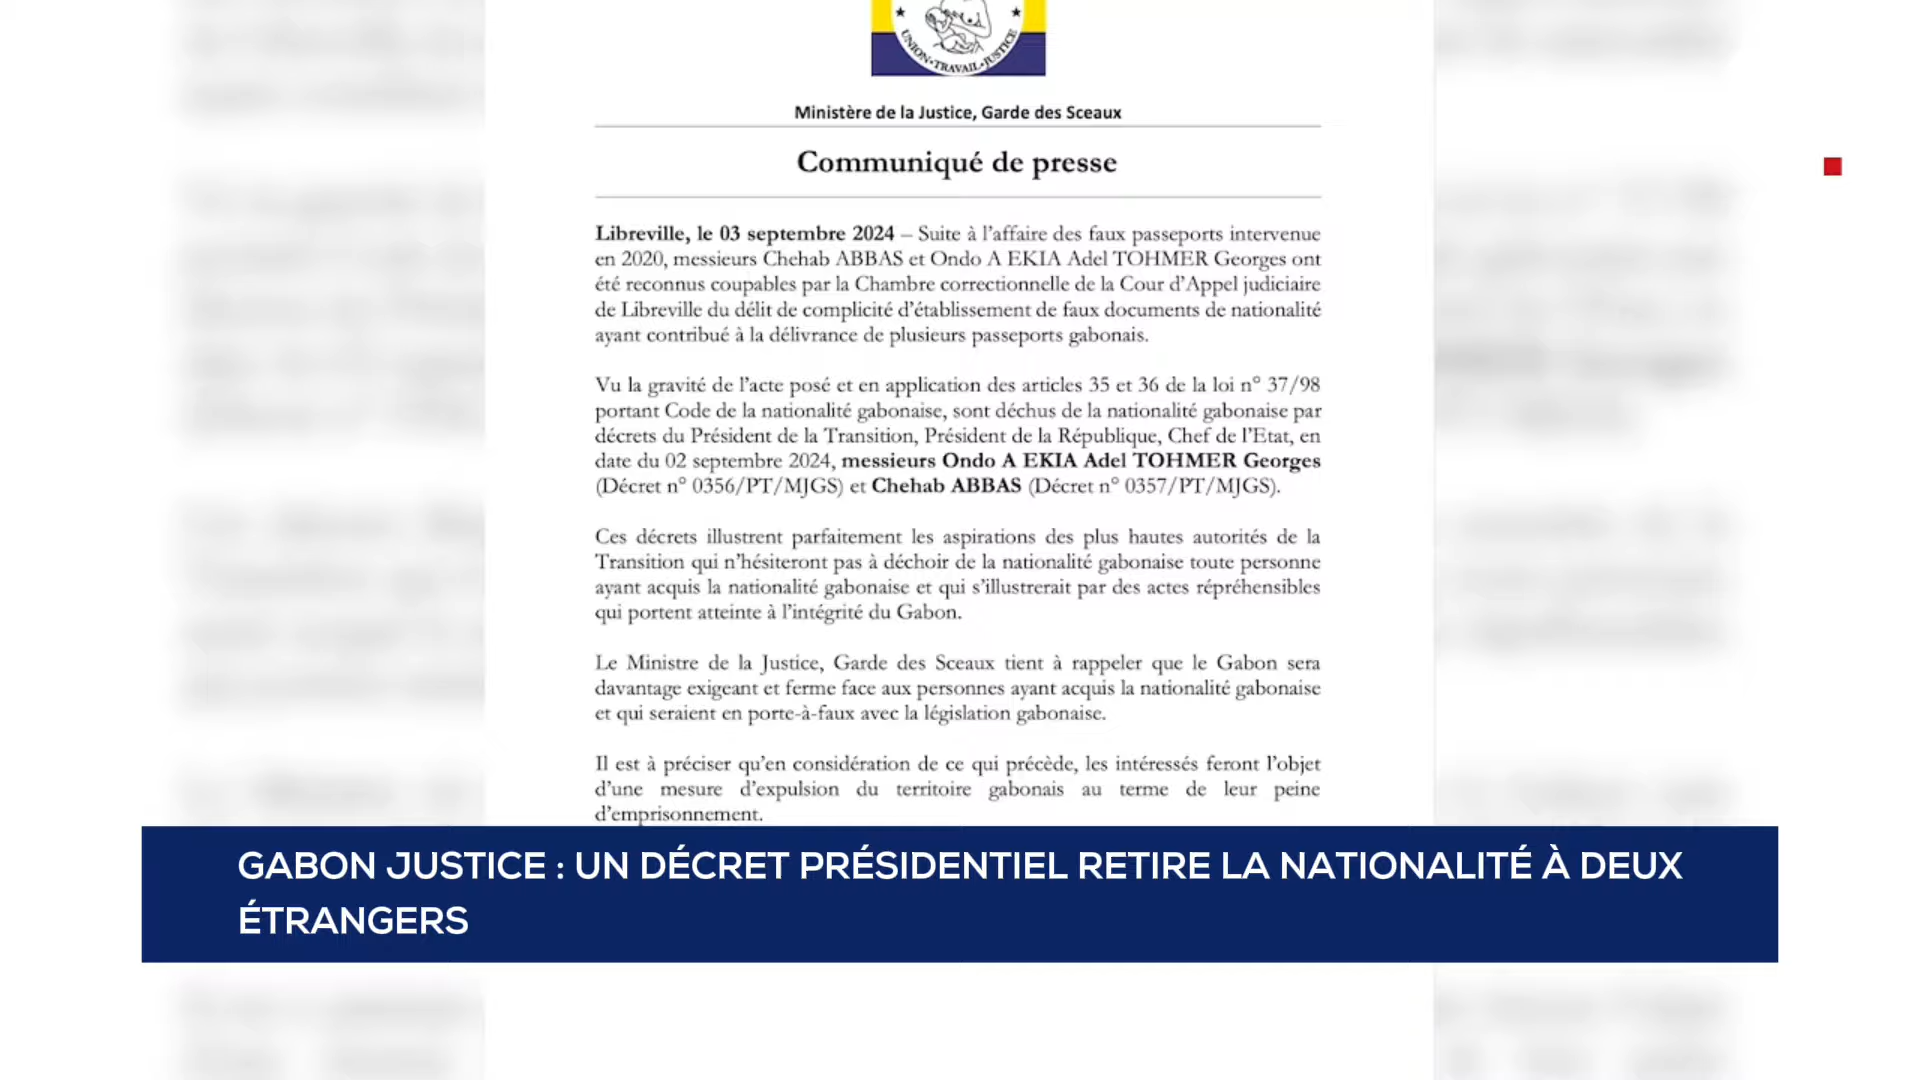 UNION • TRAVAIL • JUSTICE
Ministère de la Justice, Garde des Sceaux
Communiqué de presse
Libreville, le 03 septembre 2024 – Suite à l’affaire des faux passeports intervenue
en 2020, messieurs Chehab ABBAS et Ondo A EKIA Adel TOHMER Georges ont
été reconnus coupables par la Chambre correctionnelle de la Cour d’Appel judiciaire
de Libreville du délit de complicité d’établissement de faux documents de nationalité
ayant contribué à la délivrance de plusieurs passeports gabonais.
Vu la gravité de l’acte posé et en application des articles 35 et 36 de la loi n° 37/98
portant Code de la nationalité gabonaise, sont déchus de la nationalité gabonaise par
décrets du Président de la Transition, Président de la République, Chef de l’Etat, en
date du 02 septembre 2024, messieurs Ondo A EKIA Adel TOHMER Georges
(Décret n° 0356/PT/MJGS) et Chehab ABBAS (Décret n° 0357/PT/MJGS).
Ces décrets illustrent parfaitement les aspirations des plus hautes autorités de la
Transition qui n’hésiteront pas à déchoir de la nationalité gabonaise toute personne
ayant acquis la nationalité gabonaise et qui s’illustrerait par des actes répréhensibles
qui portent atteinte à l’intégrité du Gabon.
Le Ministre de la Justice, Garde des Sceaux tient à rappeler que le Gabon sera
davantage exigeant et ferme face aux personnes ayant acquis la nationalité gabonaise
et qui seraient en porte-à-faux avec la législation gabonaise.
Il est à préciser qu’en considération de ce qui précède, les intéressés feront l’objet
d’une mesure d’expulsion du territoire gabonais au terme de leur peine
d’emprisonnement.
GABON JUSTICE : UN DÉCRET PRÉSIDENTIEL RETIRE LA NATIONALITÉ À DEUX
ÉTRANGERS